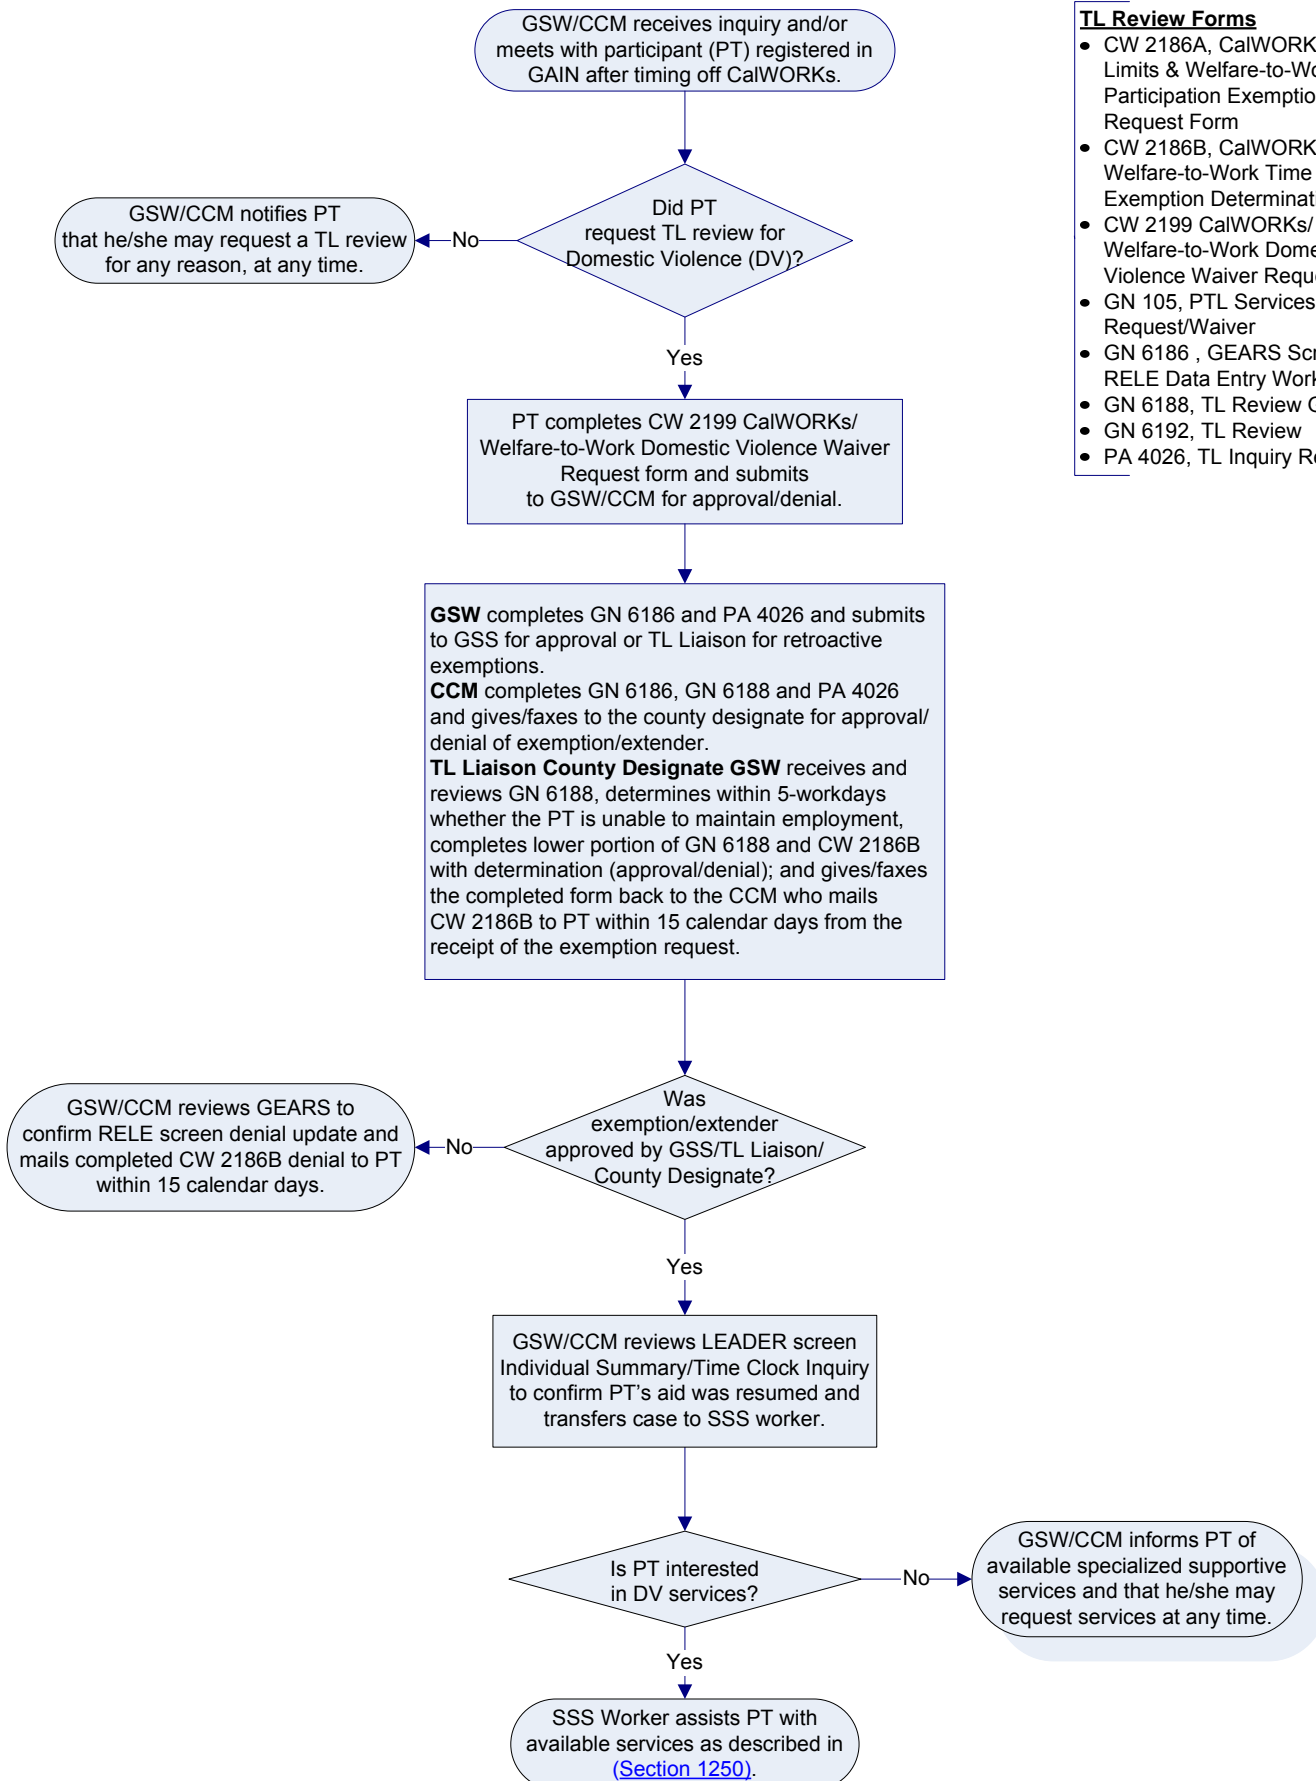 GSW/CCM receives inquiry and/or
meets with participant (PT) registered in
GAIN after timing off CalWORKs.
TL Review Forms
• CW 2186A, CalWORK
Limits & Welfare-to-Wo
Participation Exemptio
Request Form
• CW 2186B, CalWORK
Welfare-to-Work Time
Exemption Determinat
• CW 2199 CalWORKs/
Welfare-to-Work Dome
Violence Waiver Reque
• GN 105, PTL Services
Request/Waiver
• GN 6186 , GEARS Scr
RELE Data Entry Work
• GN 6188, TL Review
• GN 6192, TL Review
• PA 4026, TL Inquiry Re
Did PT
request TL review for
Domestic Violence (DV)?
No
GSW/CCM notifies PT
that he/she may request a TL review
for any reason, at any time.
Yes
PT completes CW 2199 CalWORKs/
Welfare-to-Work Domestic Violence Waiver
Request form and submits
to GSW/CCM for approval/denial.
GSW completes GN 6186 and PA 4026 and submits
to GSS for approval or TL Liaison for retroactive
exemptions.
CCM completes GN 6186, GN 6188 and PA 4026
and gives/faxes to the county designate for approval/
denial of exemption/extender.
TL Liaison County Designate GSW receives and
reviews GN 6188, determines within 5-workdays
whether the PT is unable to maintain employment,
completes lower portion of GN 6188 and CW 2186B
with determination (approval/denial); and gives/faxes
the completed form back to the CCM who mails
CW 2186B to PT within 15 calendar days from the
receipt of the exemption request.
Was
exemption/extender
approved by GSS/TL Liaison/
County Designate?
No
GSW/CCM reviews GEARS to
confirm RELE screen denial update and
mails completed CW 2186B denial to PT
within 15 calendar days.
Yes
GSW/CCM reviews LEADER screen
Individual Summary/Time Clock Inquiry
to confirm PT's aid was resumed and
transfers case to SSS worker.
Is PT interested
in DV services?
No
GSW/CCM informs PT of
available specialized supportive
services and that he/she may
request services at any time.
Yes
SSS Worker assists PT with
available services as described in
(Section 1250).